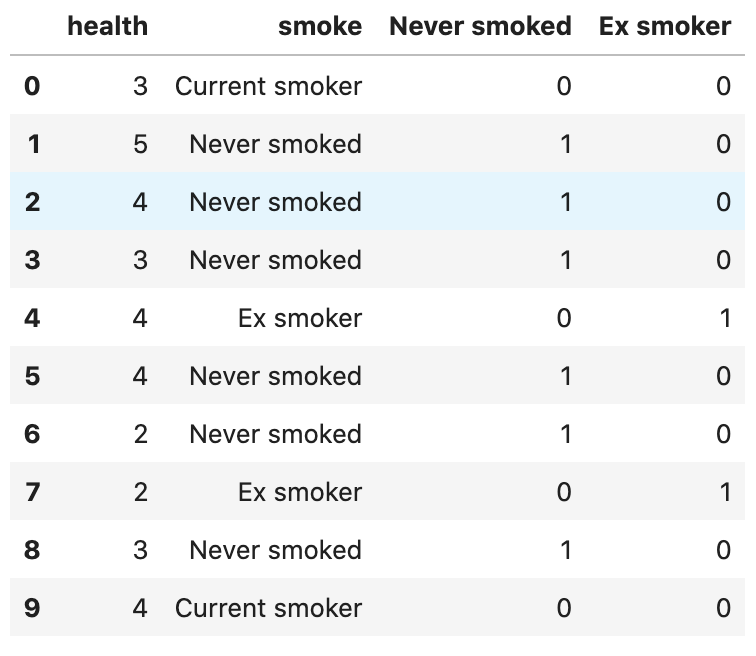 health smoke Never smoked Ex smoker
0 3 Current smoker 0 0
1 5 Never smoked 1 0
2 4 Never smoked 1 0
3 3 Never smoked 1 0
4 4 Ex smoker 0 1
5 4 Never smoked 1 0
6 2 Never smoked 1 0
7 2 Ex smoker 0 1
8 3 Never smoked 1 0
9 4 Current smoker 0 0